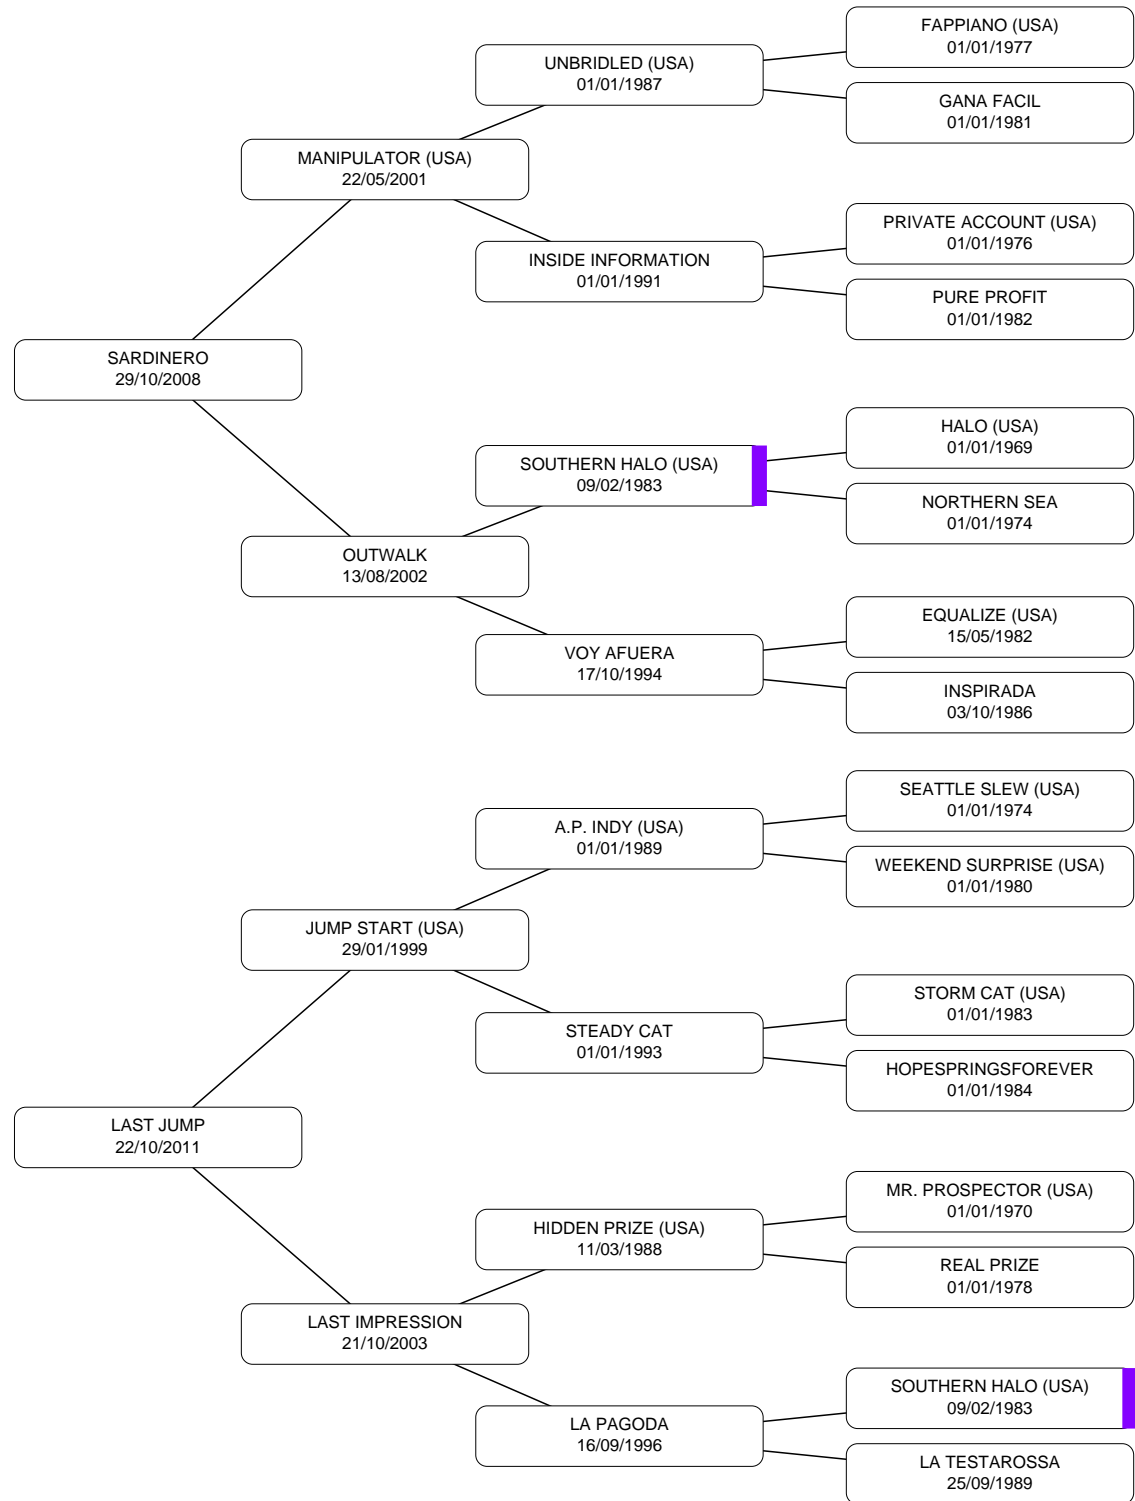 FAPPIANO (USA)
01/01/1977
UNBRIDLED (USA)
01/01/1987
GANA FACIL
01/01/1981
MANIPULATOR (USA)
22/05/2001
PRIVATE ACCOUNT (USA)
01/01/1976
INSIDE INFORMATION
01/01/1991
PURE PROFIT
01/01/1982
SARDINERO
29/10/2008
HALO (USA)
01/01/1969
SOUTHERN HALO (USA)
09/02/1983
NORTHERN SEA
01/01/1974
OUTWALK
13/08/2002
EQUALIZE (USA)
15/05/1982
VOY AFUERA
17/10/1994
INSPIRADA
03/10/1986
SEATTLE SLEW (USA)
01/01/1974
A.P. INDY (USA)
01/01/1989
WEEKEND SURPRISE (USA)
01/01/1980
JUMP START (USA)
29/01/1999
STORM CAT (USA)
01/01/1983
STEADY CAT
01/01/1993
HOPESPRINGSFOREVER
01/01/1984
LAST JUMP
22/10/2011
MR. PROSPECTOR (USA)
01/01/1970
HIDDEN PRIZE (USA)
11/03/1988
REAL PRIZE
01/01/1978
LAST IMPRESSION
21/10/2003
SOUTHERN HALO (USA)
09/02/1983
LA PAGODA
16/09/1996
LA TESTAROSSA
25/09/1989